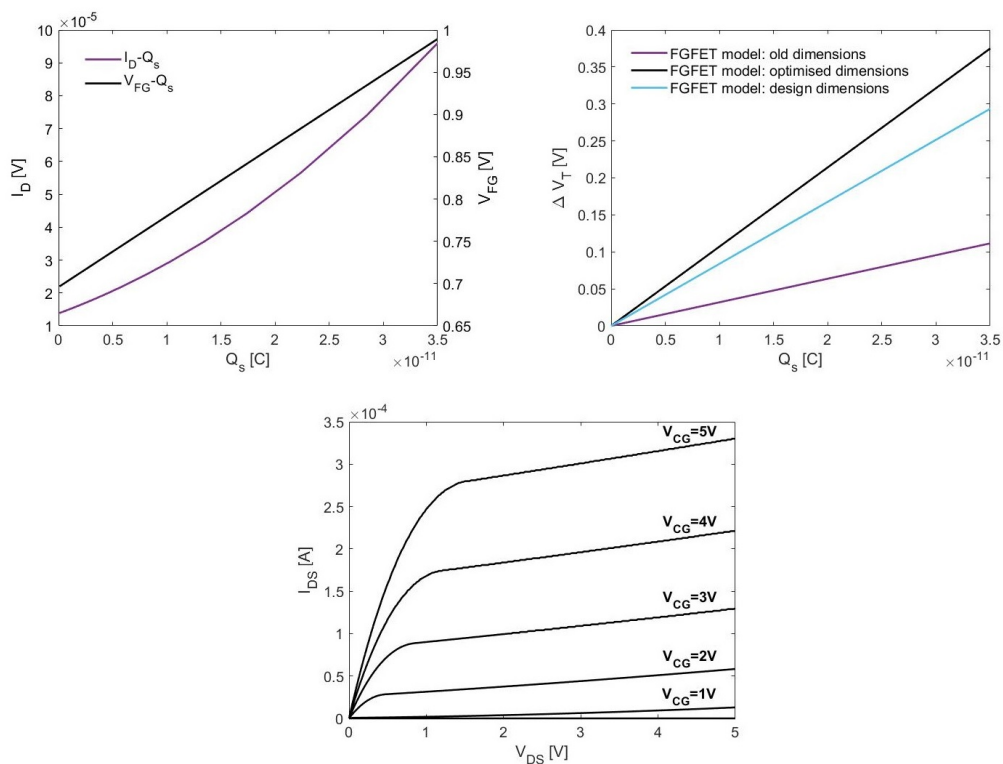 ×10⁻⁵
10
9
8
7
6
5
4
3
2
1
I_D [V]
I_D-Q_s
V_FG-Q_s
1
0.95
0.9
0.85
0.8
0.75
0.7
0.65
V_FG [V]
0 0.5 1 1.5 2 2.5 3 3.5
Q_s [C]
×10⁻¹¹
0.4
0.35
0.3
0.25
0.2
0.15
0.1
0.05
0
Δ V_T [V]
FGFET model: old dimensions
FGFET model: optimised dimensions
FGFET model: design dimensions
0 0.5 1 1.5 2 2.5 3 3.5
Q_s [C]
×10⁻¹¹
×10⁻⁴
3.5
3
2.5
2
1.5
1
0.5
0
I_DS [A]
V_CG=5V
V_CG=4V
V_CG=3V
V_CG=2V
V_CG=1V
0 1 2 3 4 5
V_DS [V]